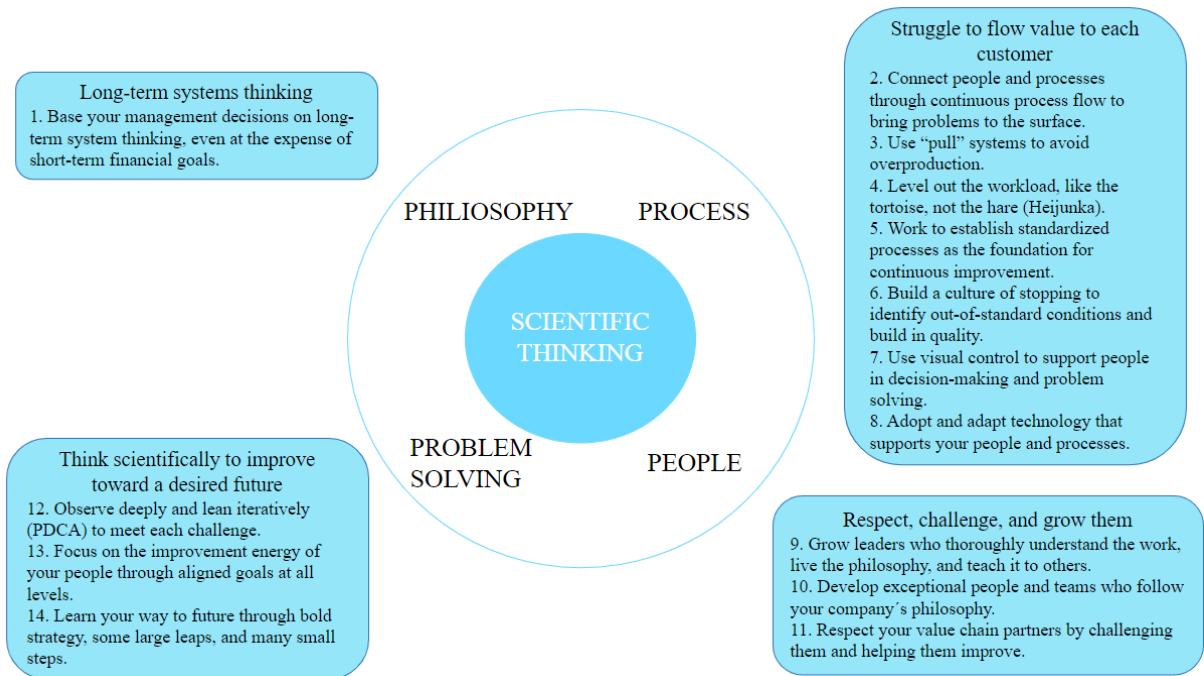 Long-term systems thinking
1. Base your management decisions on long-
term system thinking, even at the expense of
short-term financial goals.
Struggle to flow value to each
customer
2. Connect people and processes
through continuous process flow to
bring problems to the surface.
3. Use “pull” systems to avoid
overproduction.
4. Level out the workload, like the
tortoise, not the hare (Heijunka).
5. Work to establish standardized
processes as the foundation for
continuous improvement.
6. Build a culture of stopping to
identify out-of-standard conditions and
build in quality.
7. Use visual control to support people
in decision-making and problem
solving.
8. Adopt and adapt technology that
supports your people and processes.
PHILIOSOPHY
PROCESS
SCIENTIFIC
THINKING
PROBLEM
SOLVING
PEOPLE
Think scientifically to improve
toward a desired future
12. Observe deeply and lean iteratively
(PDCA) to meet each challenge.
13. Focus on the improvement energy of
your people through aligned goals at all
levels.
14. Learn your way to future through bold
strategy, some large leaps, and many small
steps.
Respect, challenge, and grow them
9. Grow leaders who thoroughly understand the work,
live the philosophy, and teach it to others.
10. Develop exceptional people and teams who follow
your company´s philosophy.
11. Respect your value chain partners by challenging
them and helping them improve.